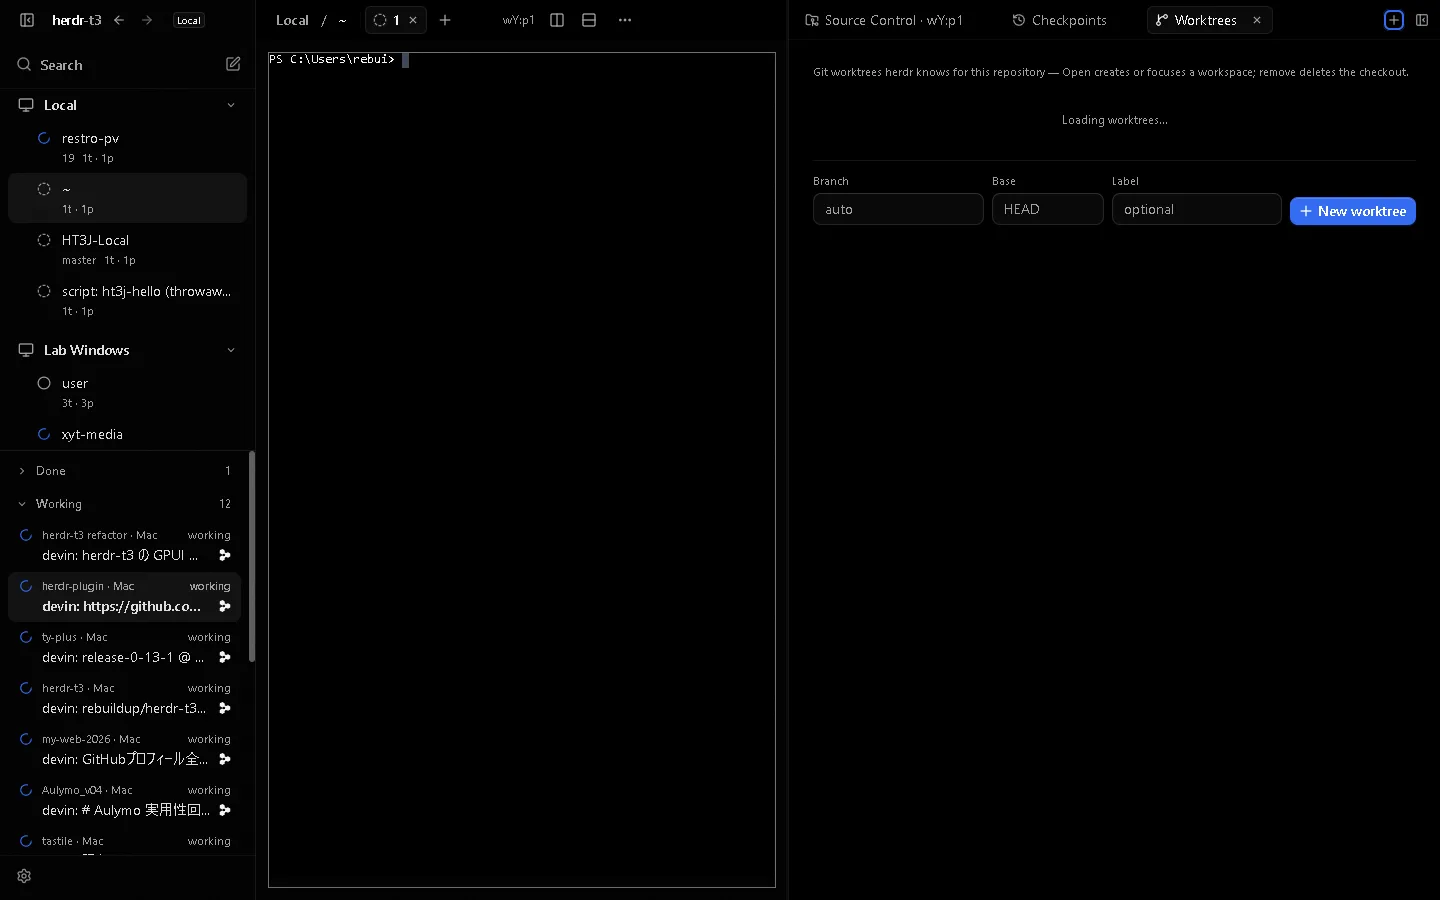 herdr-t3
Local
Search
Local
restro-pv
19 1t · 1p
~
1t · 1p
HT3J-Local
master 1t · 1p
script: ht3j-hello (throwaw...
1t · 1p
Lab Windows
user
3t · 3p
xyt-media
Done 1
Working 12
herdr-t3 refactor · Mac working
devin: herdr-t3 の GPUI ...
herdr-plugin · Mac working
devin: https://github.co...
ty-plus · Mac working
devin: release-0-13-1 @ ...
herdr-t3 · Mac working
devin: rebuildup/herdr-t3...
my-web-2026 · Mac working
devin: GitHubプロフィール全...
Aulymo_v04 · Mac working
devin: # Aulymo 実用性回...
tastile · Mac working
Local / ~
1
wY:p1
PS C:\Users\rebui>
Source Control · wY:p1
Checkpoints
Worktrees
Git worktrees herdr knows for this repository — Open creates or focuses a workspace; remove deletes the checkout.
Loading worktrees...
Branch Base Label
auto HEAD optional
New worktree